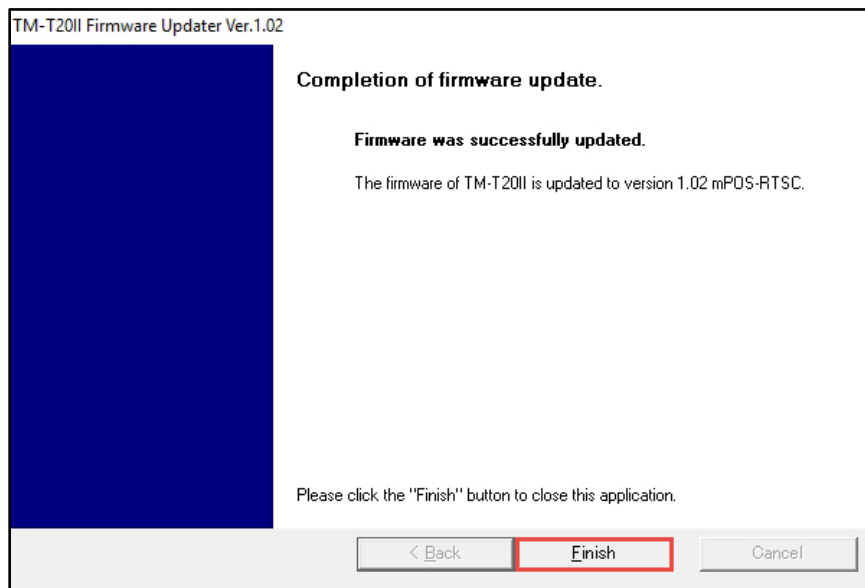 TM-T20II Firmware Updater Ver.1.02
Completion of firmware update.
Firmware was successfully updated.
The firmware of TM-T20II is updated to version 1.02 mPOS-RTSC.
Please click the "Finish" button to close this application.
< Back
Finish
Cancel